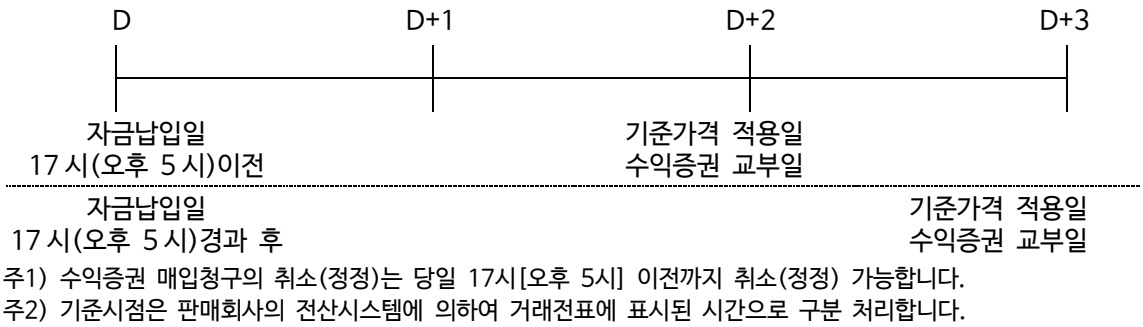 D D+1 D+2 D+3
자금납입일 기준가격 적용일
17시(오후 5시)이전 수익증권 교부일
자금납입일 기준가격 적용일
17시(오후 5시)경과 후 수익증권 교부일
주1) 수익증권 매입청구의 취소(정정)는 당일 17시[오후 5시] 이전까지 취소(정정) 가능합니다.
주2) 기준시점은 판매회사의 전산시스템에 의하여 거래전표에 표시된 시간으로 구분 처리합니다.